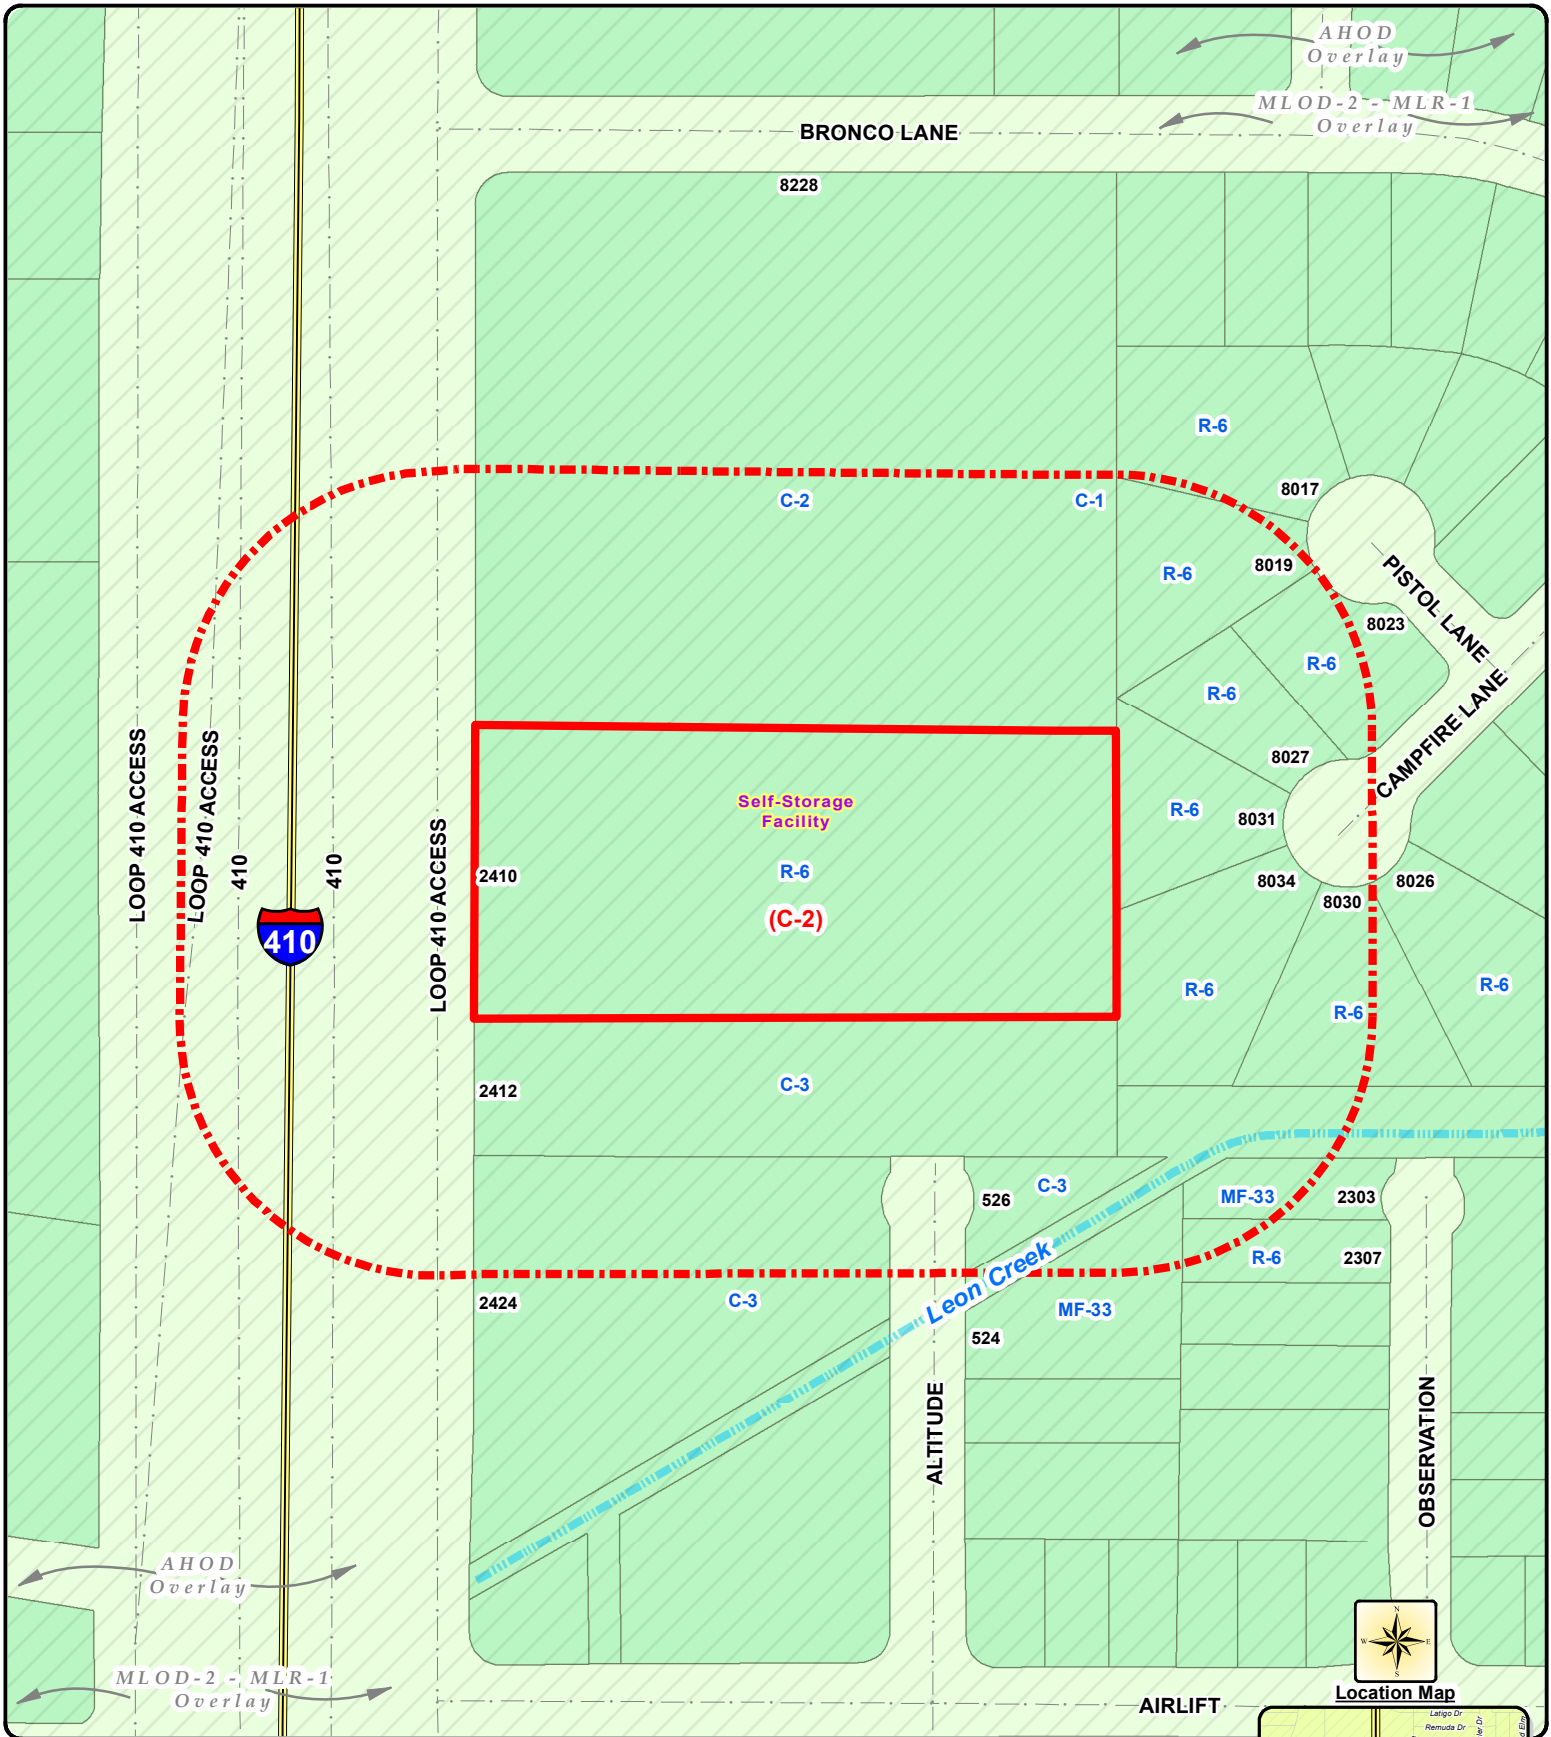 AHOD
Overlay
MLOD-2 - MLR-1
Overlay
BRONCO LANE
8228
R-6
8017
C-2
C-1
8019
R-6
PISTOL LANE
8023
R-6
R-6
CAMPFIRE LANE
8027
LOOP 410 ACCESS
LOOP 410 ACCESS
410
410
LOOP 410 ACCESS
Self-Storage
Facility
R-6
8031
2410
R-6
8034
8026
8030
(C-2)
410
R-6
R-6
R-6
2412
C-3
C-3
526
MF-33
2303
R-6
2307
Leon Creek
2424
C-3
MF-33
524
ALTITUDE
OBSERVATION
AHOD
Overlay
MLOD-2 - MLR-1
Overlay
N
W
E
S
Location Map
AIRLIFT
Latigo Dr
Remuda Dr